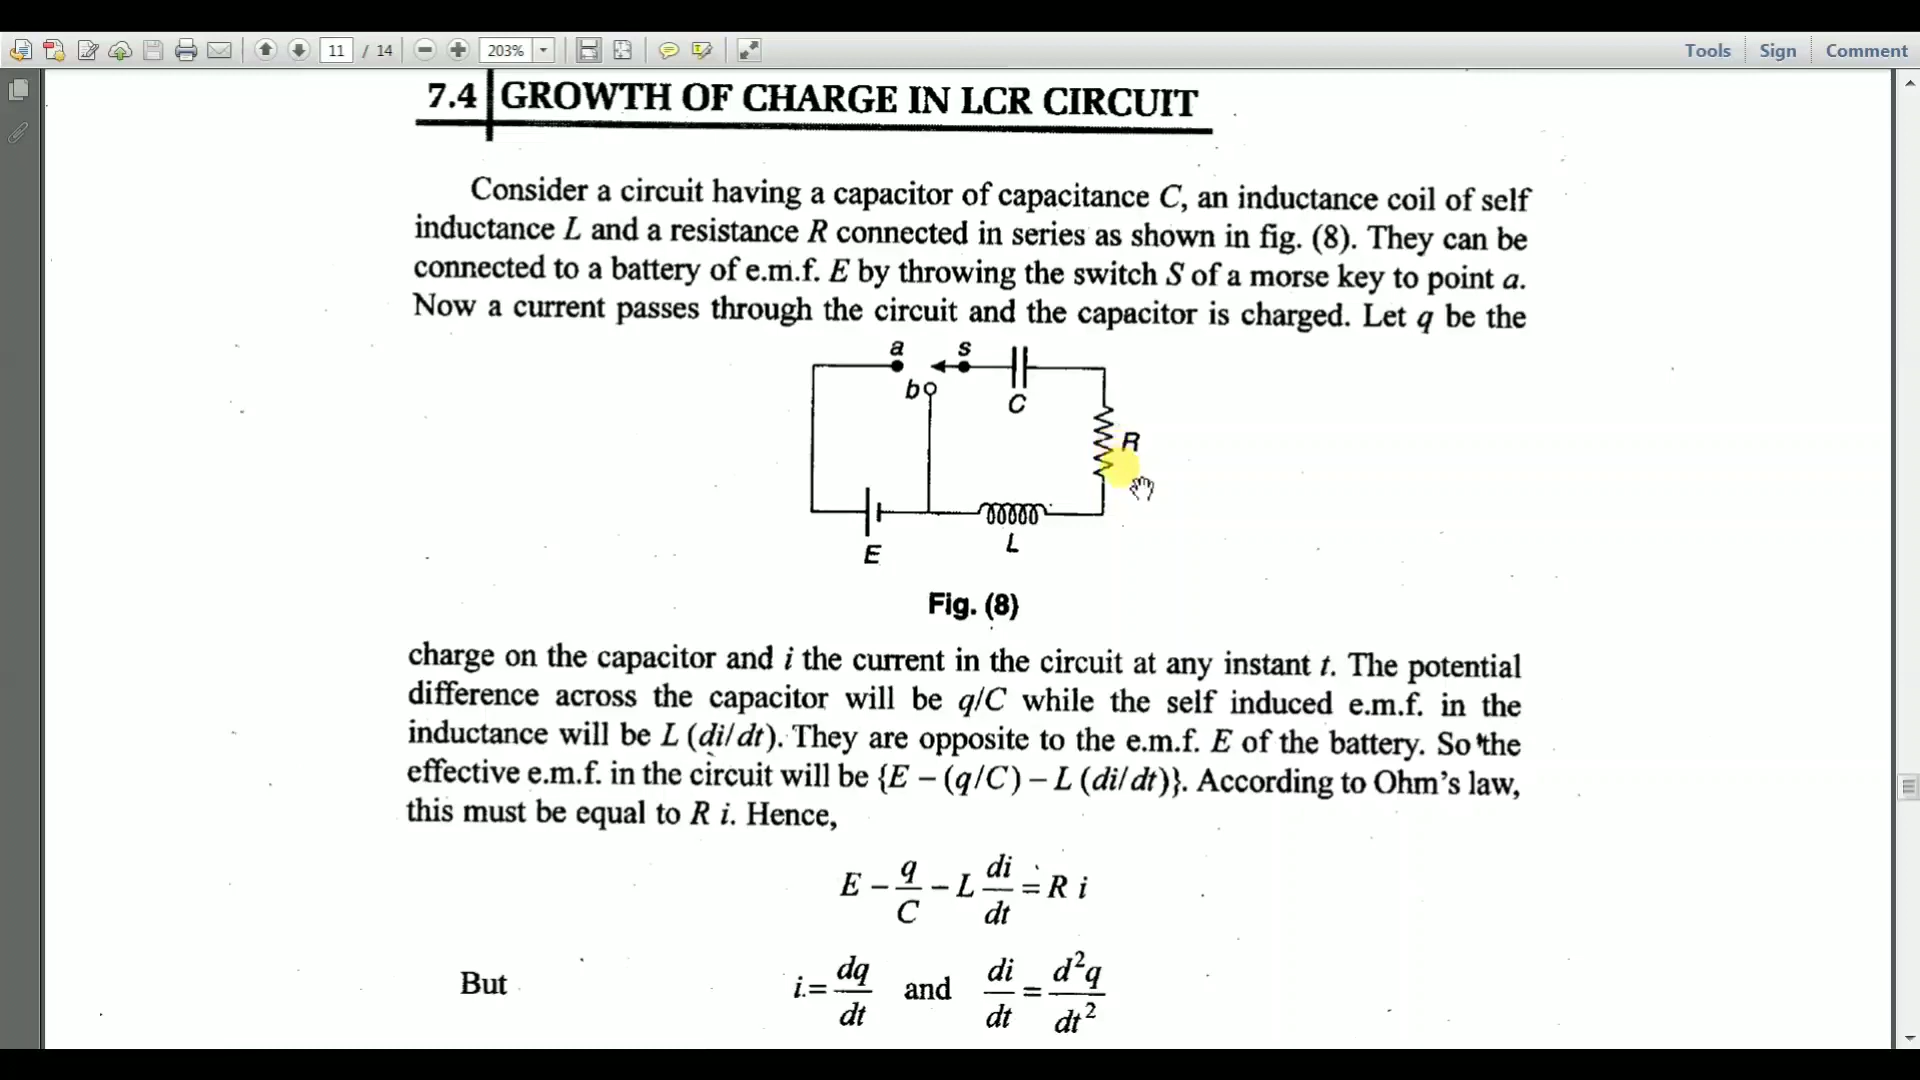 11 / 14
203%
Tools
Sign
Comment
7.4 GROWTH OF CHARGE IN LCR CIRCUIT
Consider a circuit having a capacitor of capacitance C, an inductance coil of self
inductance L and a resistance R connected in series as shown in fig. (8). They can be
connected to a battery of e.m.f. E by throwing the switch S of a morse key to point a.
Now a current passes through the circuit and the capacitor is charged. Let q be the
a
s
b
C
R
E
L
Fig. (8)
charge on the capacitor and i the current in the circuit at any instant t. The potential
difference across the capacitor will be q/C while the self induced e.m.f. in the
inductance will be L (di/dt). They are opposite to the e.m.f. E of the battery. So the
effective e.m.f. in the circuit will be {E – (q/C) – L (di/dt)}. According to Ohm's law,
this must be equal to R i. Hence,
E – q/C – L di/dt = R i
But i = dq/dt and di/dt = d²q/dt²